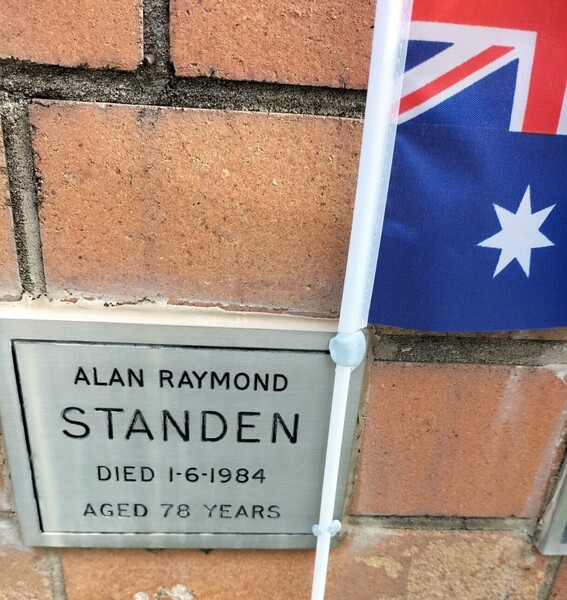 ALAN RAYMOND
STANDEN
DIED 1-6-1984
AGED 78 YEARS